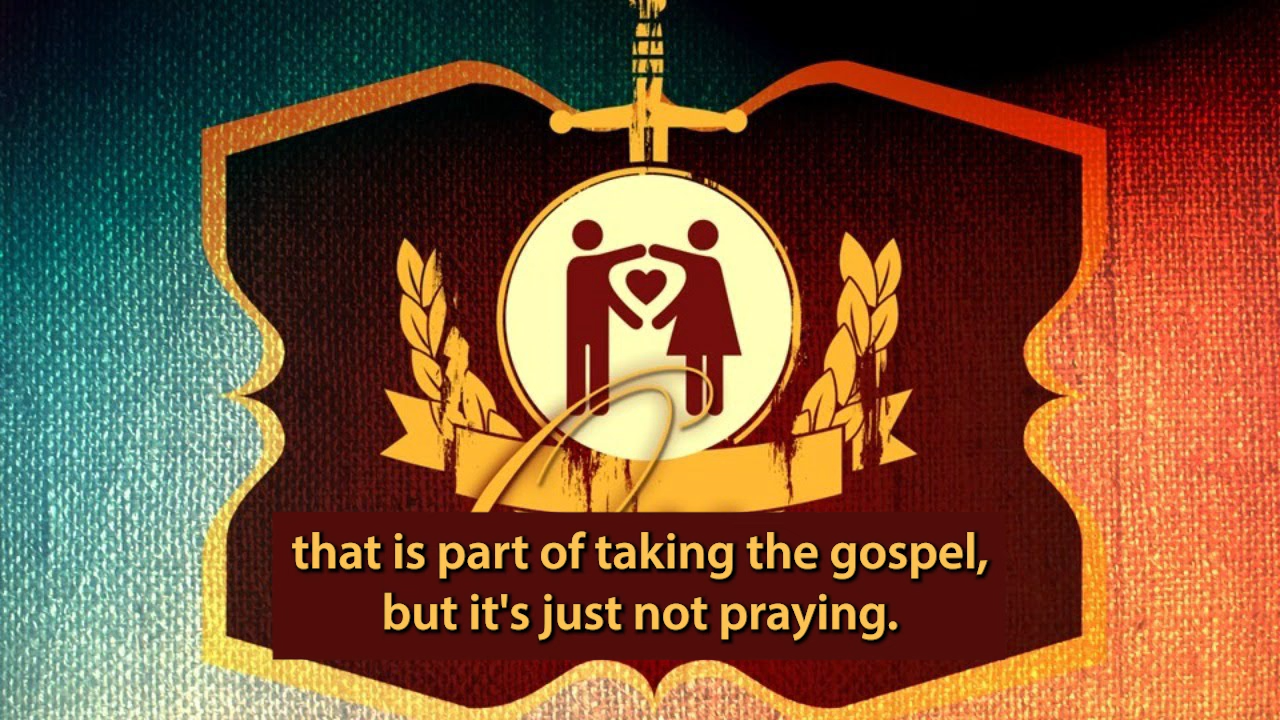 that is part of taking the gospel,
but it's just not praying.